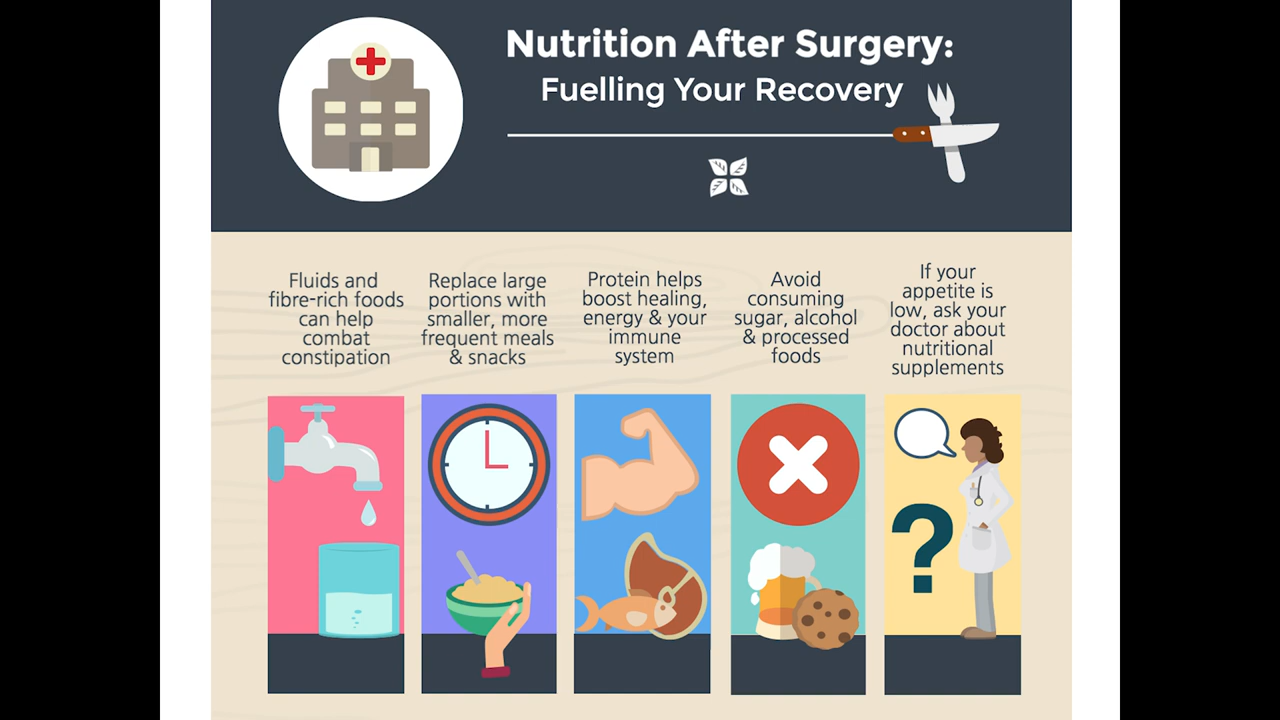 Nutrition After Surgery:
Fuelling Your Recovery
Fluids and
fibre-rich foods
can help
combat
constipation
Replace large
portions with
smaller, more
frequent meals
& snacks
Protein helps
boost healing,
energy & your
immune
system
Avoid
consuming
sugar, alcohol
& processed
foods
If your
appetite is
low, ask your
doctor about
nutritional
supplements
?